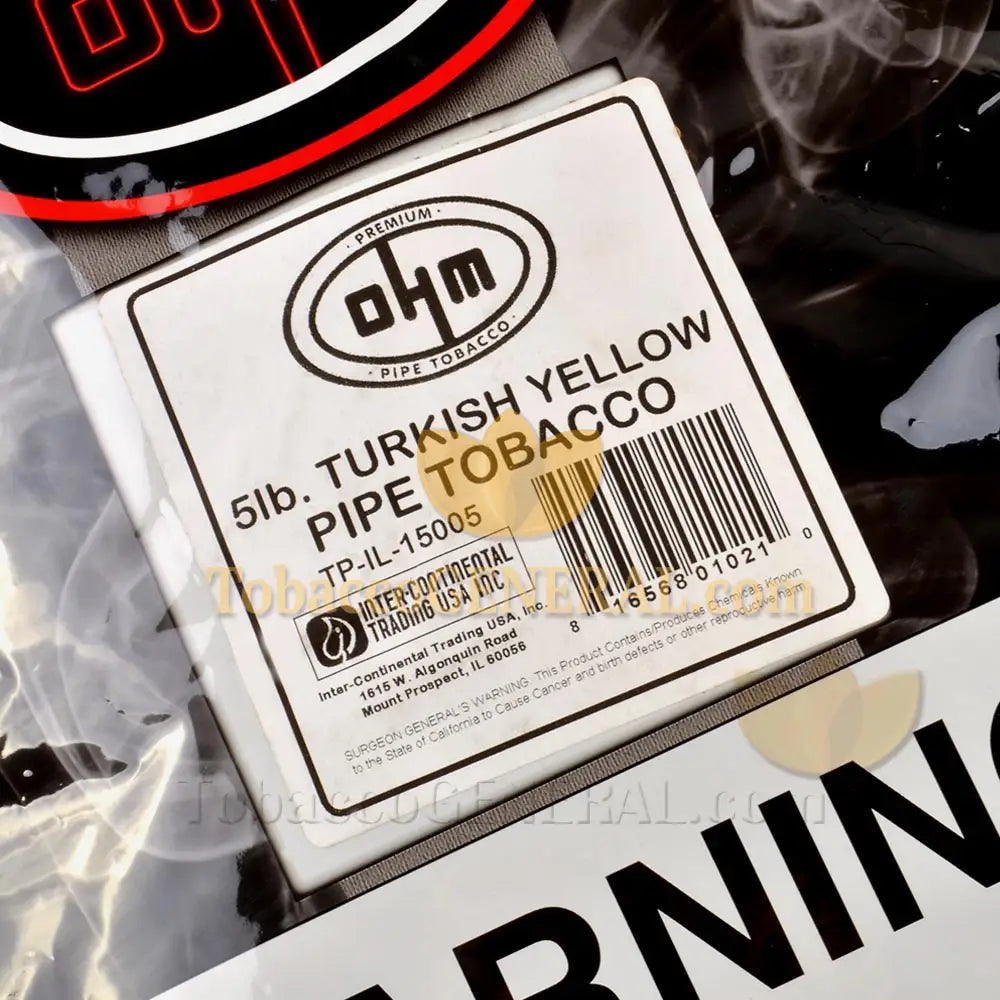 · PREMIUM ·
OHM
· PIPE TOBACCO ·
5lb. TURKISH YELLOW
PIPE TOBACCO
TP-IL-15005
INTER-CONTINENTAL
TRADING USA INC
Inter-Continental Trading USA, Inc.
1615 W. Algonquin Road
Mount Prospect, IL 60056
8 16568 01021 0
SURGEON GENERAL'S WARNING. This Product Contains/Produces Chemicals Known
to the State of California to Cause Cancer and birth defects or other reproductive harm
TobaccoGENERAL.com
TobaccoGENERAL.com
ARNING